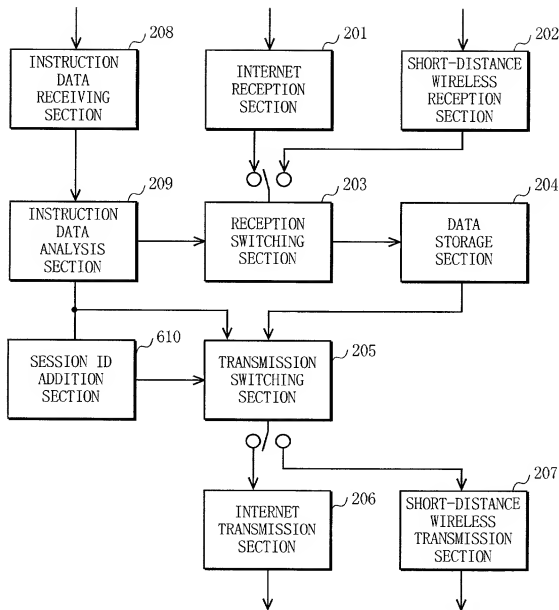 208
INSTRUCTION
DATA
RECEIVING
SECTION
201
INTERNET
RECEPTION
SECTION
202
SHORT-DISTANCE
WIRELESS
RECEPTION
SECTION
209
INSTRUCTION
DATA
ANALYSIS
SECTION
203
RECEPTION
SWITCHING
SECTION
204
DATA
STORAGE
SECTION
610
SESSION ID
ADDITION
SECTION
205
TRANSMISSION
SWITCHING
SECTION
206
INTERNET
TRANSMISSION
SECTION
207
SHORT-DISTANCE
WIRELESS
TRANSMISSION
SECTION